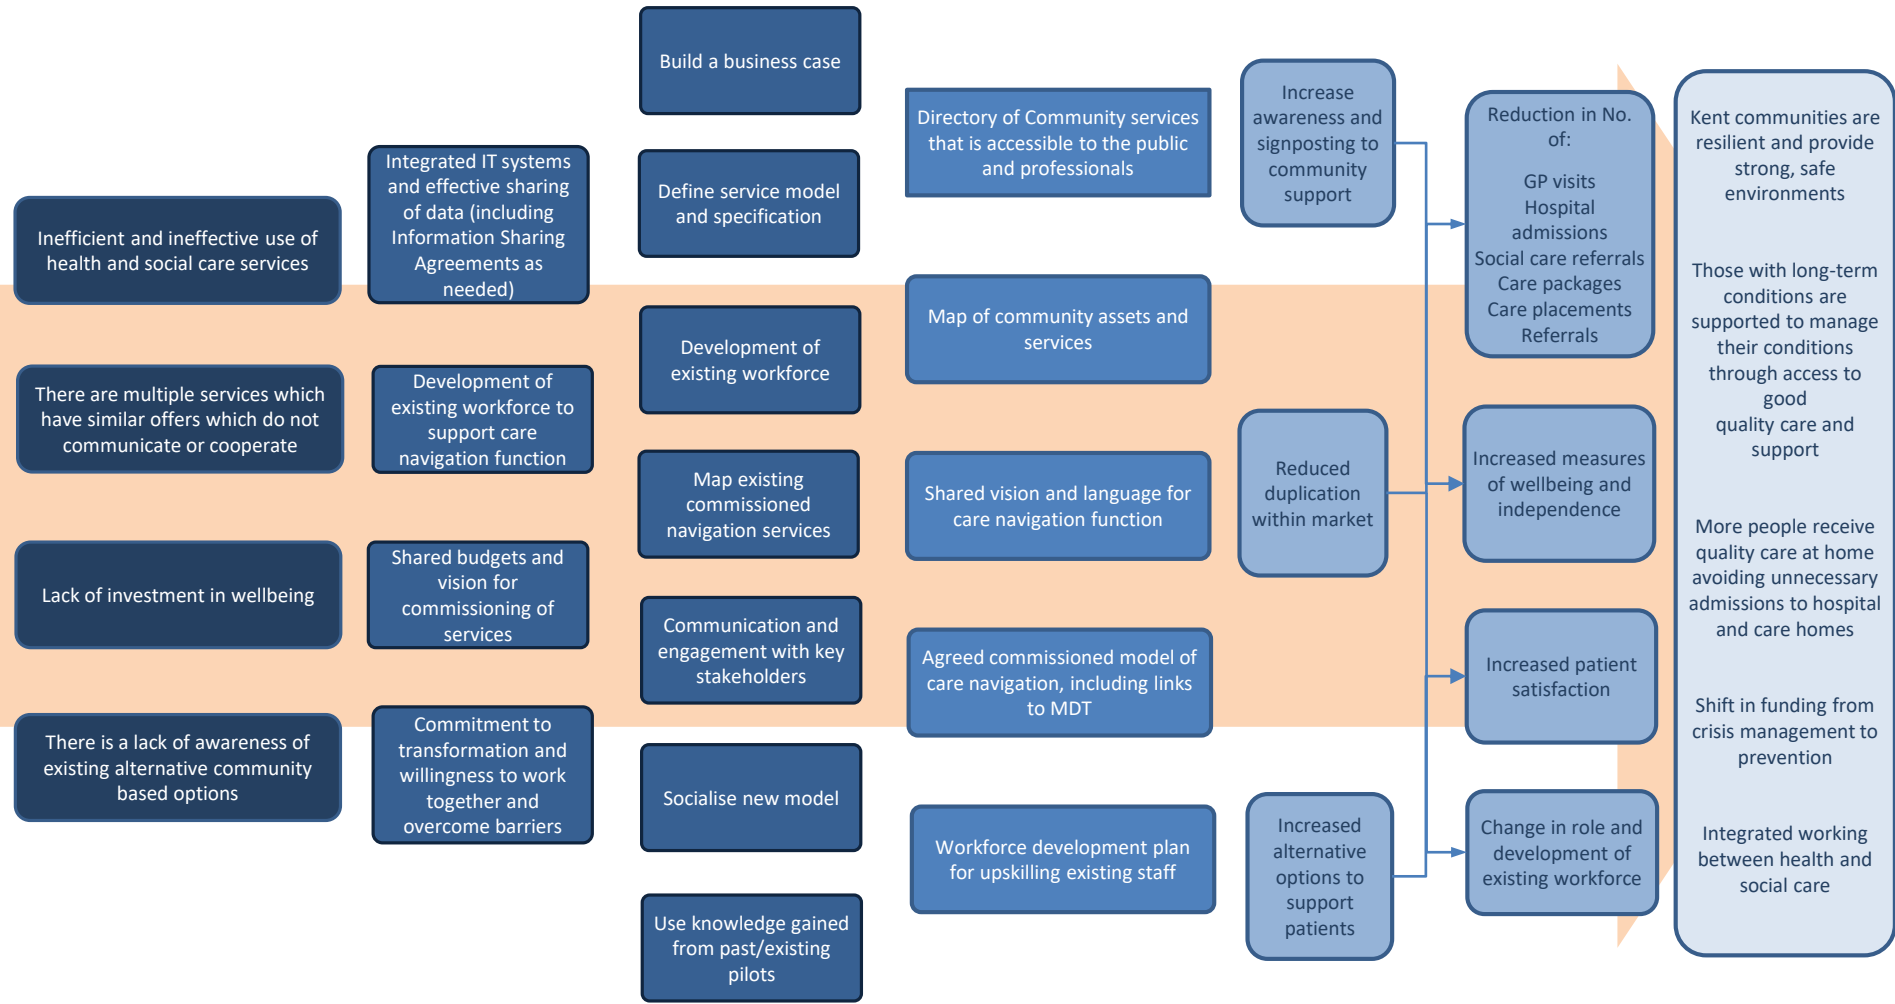 Inefficient and ineffective use of
health and social care services
There are multiple services which
have similar offers which do not
communicate or cooperate
Lack of investment in wellbeing
There is a lack of awareness of
existing alternative community
based options
Integrated IT systems
and effective sharing
of data (including
Information Sharing
Agreements as
needed)
Development of
existing workforce to
support care
navigation function
Shared budgets and
vision for
commissioning of
services
Commitment to
transformation and
willingness to work
together and
overcome barriers
Build a business case
Define service model
and specification
Development of
existing workforce
Map existing
commissioned
navigation services
Communication and
engagement with key
stakeholders
Socialise new model
Use knowledge gained
from past/existing
pilots
Directory of Community services
that is accessible to the public
and professionals
Map of community assets and
services
Shared vision and language for
care navigation function
Agreed commissioned model of
care navigation, including links
to MDT
Workforce development plan
for upskilling existing staff
Increase
awareness and
signposting to
community
support
Reduced
duplication
within market
Increased
alternative
options to
support
patients
Reduction in No.
of:
GP visits
Hospital
admissions
Social care referrals
Care packages
Care placements
Referrals
Increased measures
of wellbeing and
independence
Increased patient
satisfaction
Change in role and
development of
existing workforce
Kent communities are
resilient and provide
strong, safe
environments
Those with long-term
conditions are
supported to manage
their conditions
through access to
good
quality care and
support
More people receive
quality care at home
avoiding unnecessary
admissions to hospital
and care homes
Shift in funding from
crisis management to
prevention
Integrated working
between health and
social care